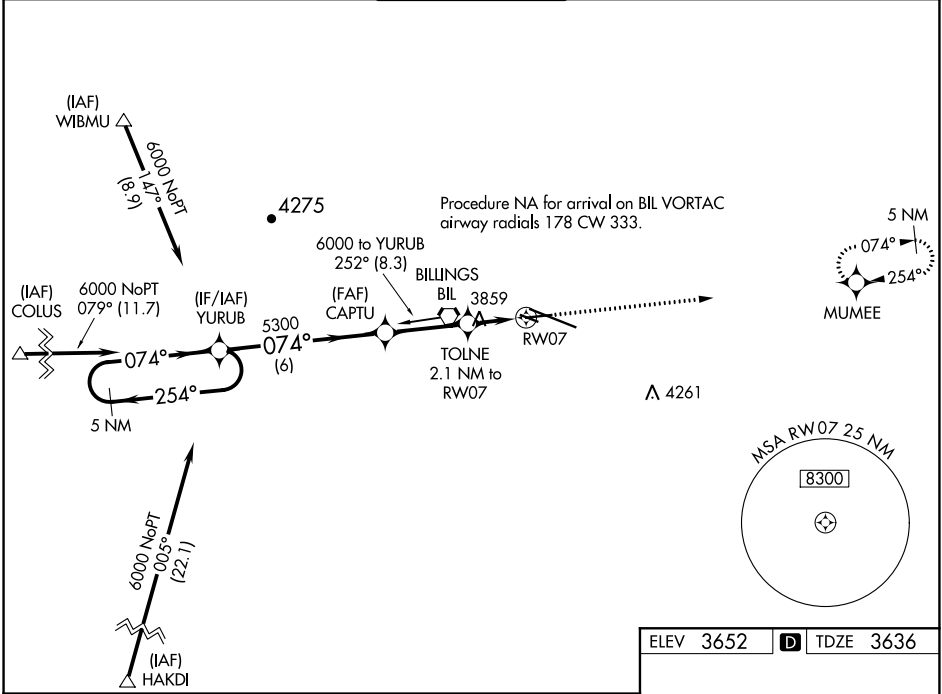 (IAF)
WIBMU
6000 NoPT
147°
(8.9)
4275
Procedure NA for arrival on BIL VORTAC
airway radials 178 CW 333.
5 NM
074°
254°
MUMEE
6000 to YURUB
252° (8.3)
BILLINGS
BIL
3859
(IAF)
COLUS
6000 NoPT
079° (11.7)
(IF/IAF)
YURUB
(FAF)
CAPTU
5300
074°
(6)
RW07
TOLNE
2.1 NM to
RW07
074°
254°
5 NM
4261
MSA RW07 25 NM
8300
6000 NoPT
005°
(22.1)
(IAF)
HAKDI
ELEV 3652 D TDZE 3636